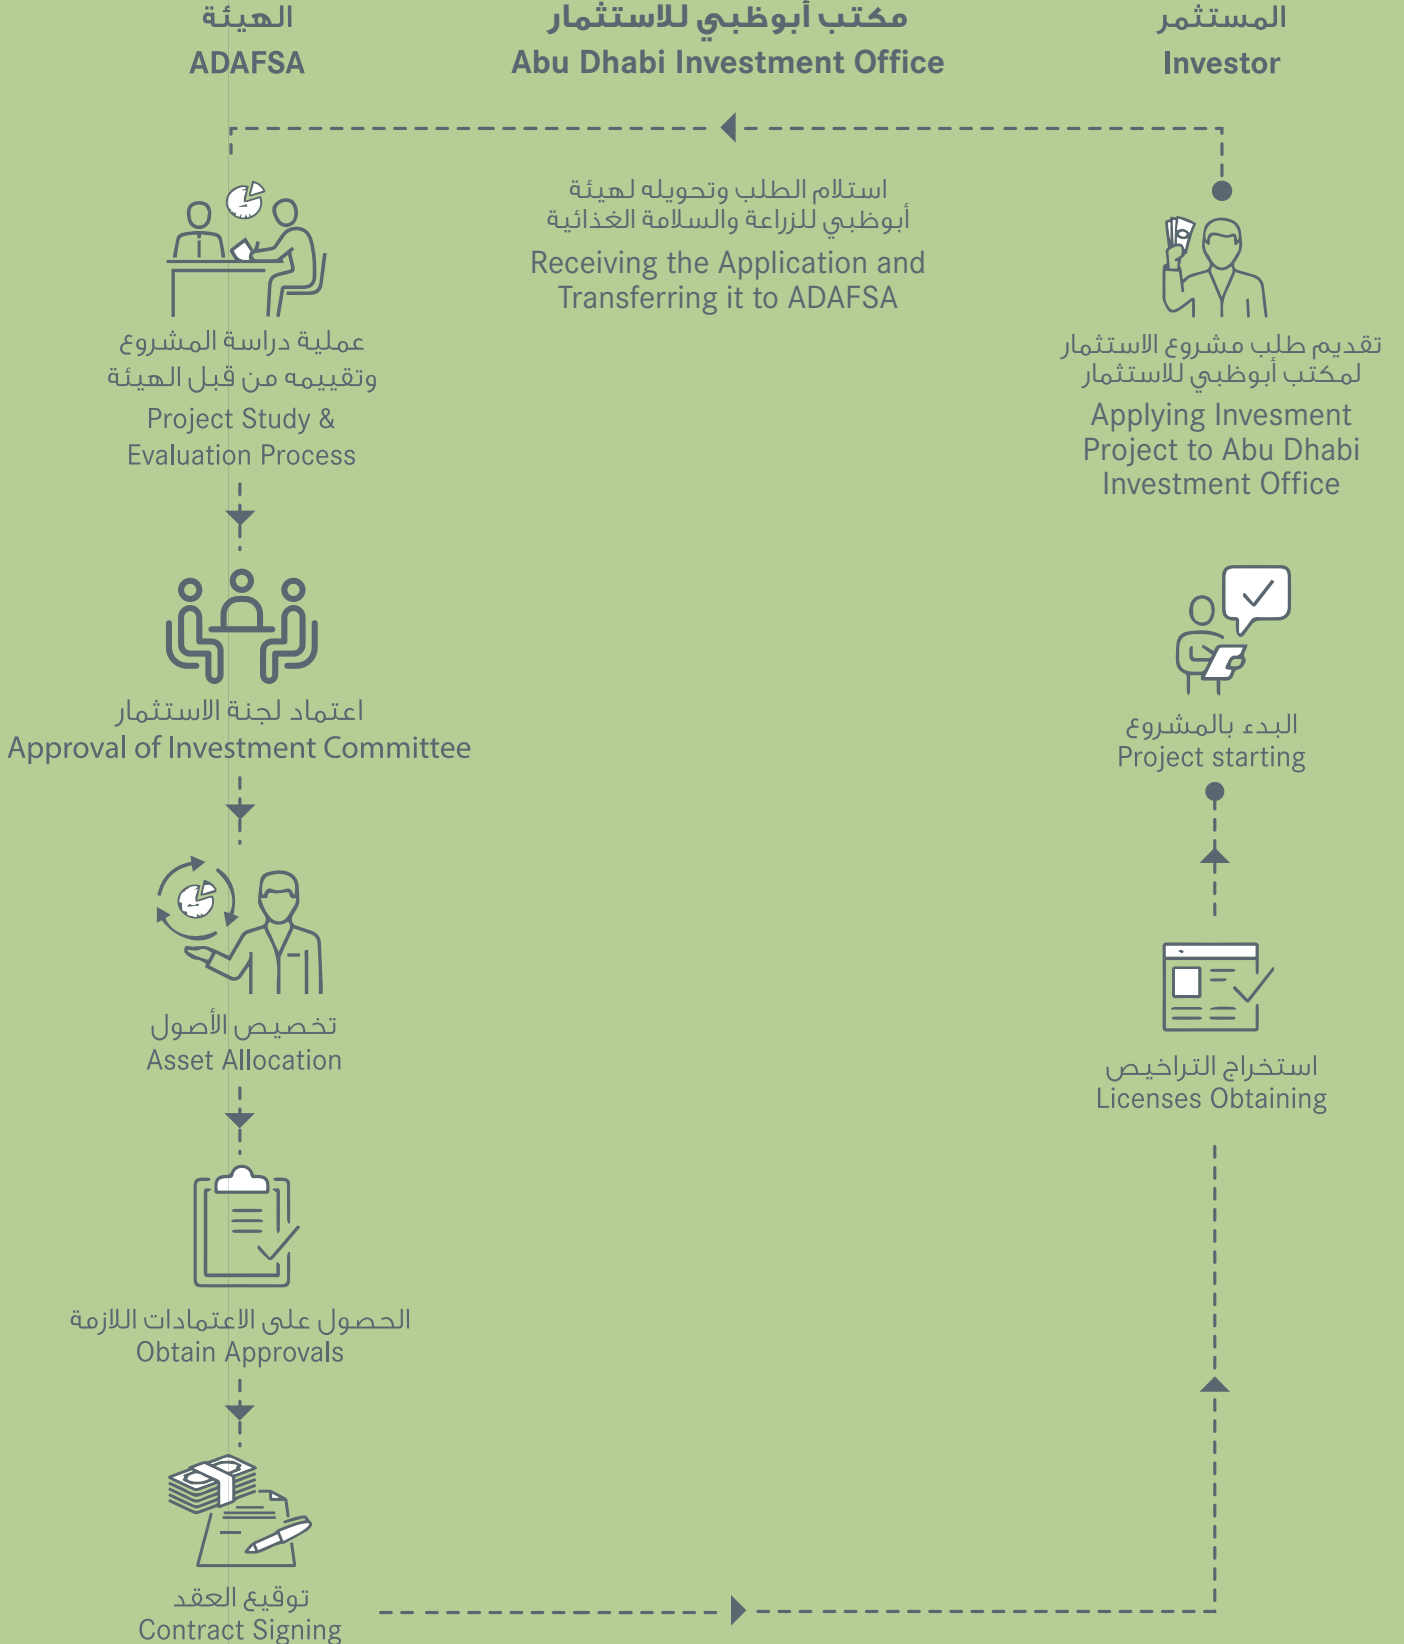 الهيئة
ADAFSA
مكتب أبوظبي للاستثمار
Abu Dhabi Investment Office
المستثمر
Investor
استلام الطلب وتحويله لهيئة
أبوظبي للزراعة والسلامة الغذائية
Receiving the Application and
Transferring it to ADAFSA
تقديم طلب مشروع الاستثمار
لمكتب أبوظبي للاستثمار
Applying Invesment
Project to Abu Dhabi
Investment Office
عملية دراسة المشروع
وتقييمه من قبل الهيئة
Project Study &
Evaluation Process
اعتماد لجنة الاستثمار
Approval of Investment Committee
تخصيص الأصول
Asset Allocation
الحصول على الاعتمادات اللازمة
Obtain Approvals
توقيع العقد
Contract Signing
استخراج التراخيص
Licenses Obtaining
البدء بالمشروع
Project starting